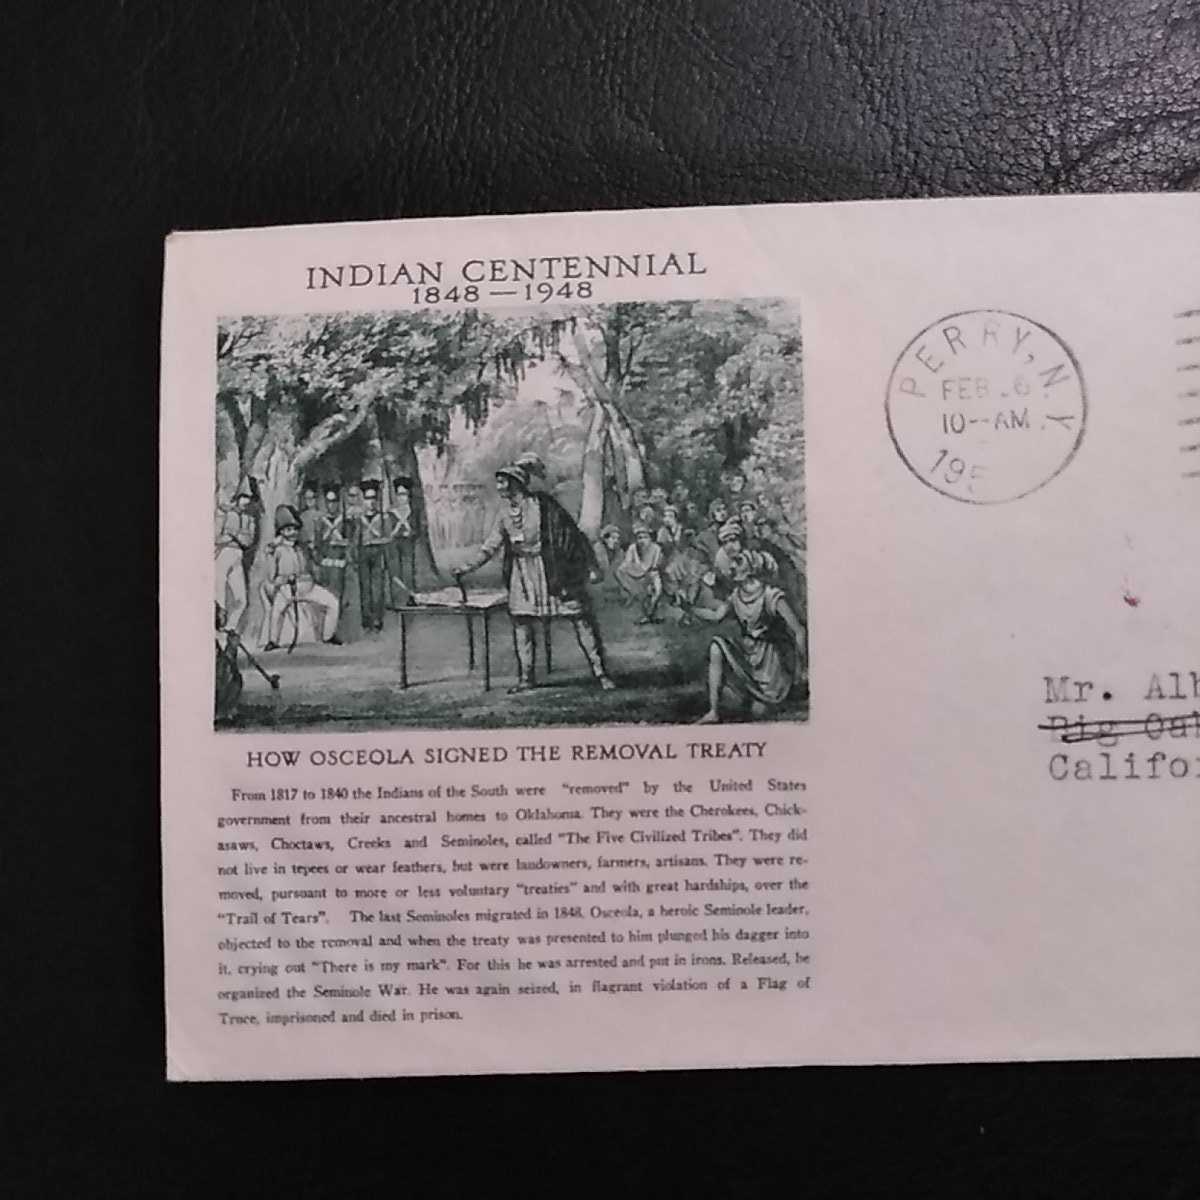 INDIAN CENTENNIAL
1848 — 1948
PERRY, N.Y.
FEB 6
10--AM
195
HOW OSCEOLA SIGNED THE REMOVAL TREATY
From 1817 to 1840 the Indians of the South were "removed" by the United States
government from their ancestral homes to Oklahoma. They were the Cherokees, Chick-
asaws, Choctaws, Creeks and Seminoles, called "The Five Civilized Tribes". They did
not live in tepees or wear feathers, but were landowners, farmers, artisans. They were re-
moved, pursuant to more or less voluntary "treaties" and with great hardships, over the
"Trail of Tears". The last Seminoles migrated in 1848. Osceola, a heroic Seminole leader,
objected to the removal and when the treaty was presented to him plunged his dagger into
it, crying out "There is my mark". For this he was arrested and put in irons. Released, he
organized the Seminole War. He was again seized, in flagrant violation of a Flag of
Truce, imprisoned and died in prison.
Mr. Alb
Big Oa
Califo